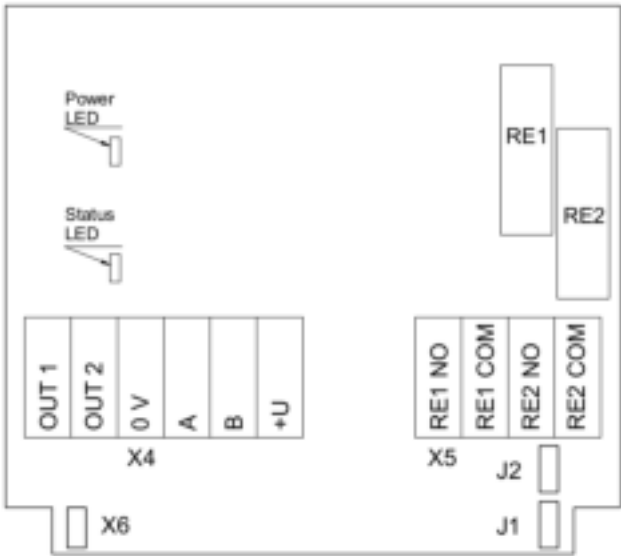 Power
LED
RE1
RE2
Status
LED
OUT 1
OUT 2
0 V
A
B
+U
RE1 NO
RE1 COM
RE2 NO
RE2 COM
X4
X5
J2
X6
J1